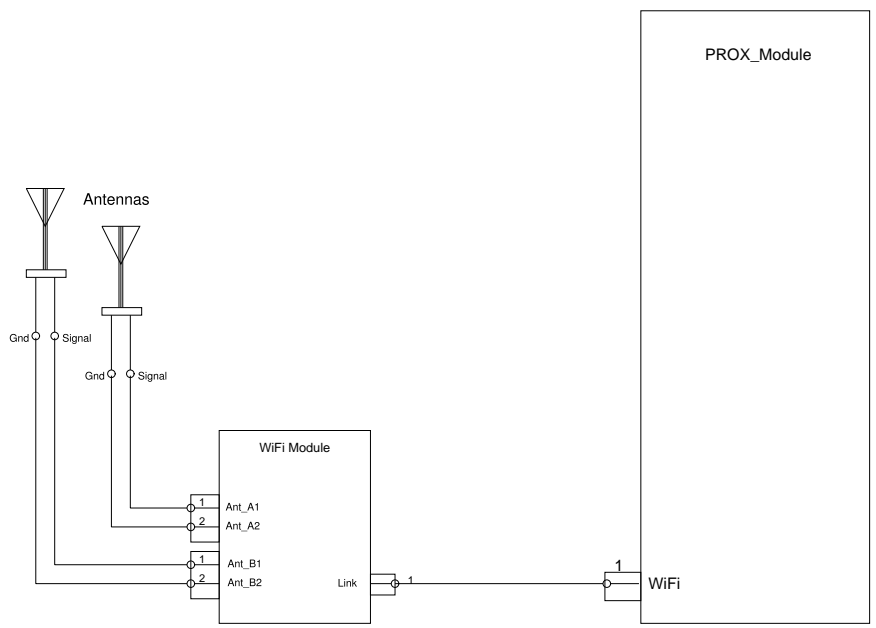 PROX_Module
Antennas
Gnd Signal
Gnd Signal
WiFi Module
1 Ant_A1
2 Ant_A2
1 Ant_B1
2 Ant_B2
Link 1
1 WiFi